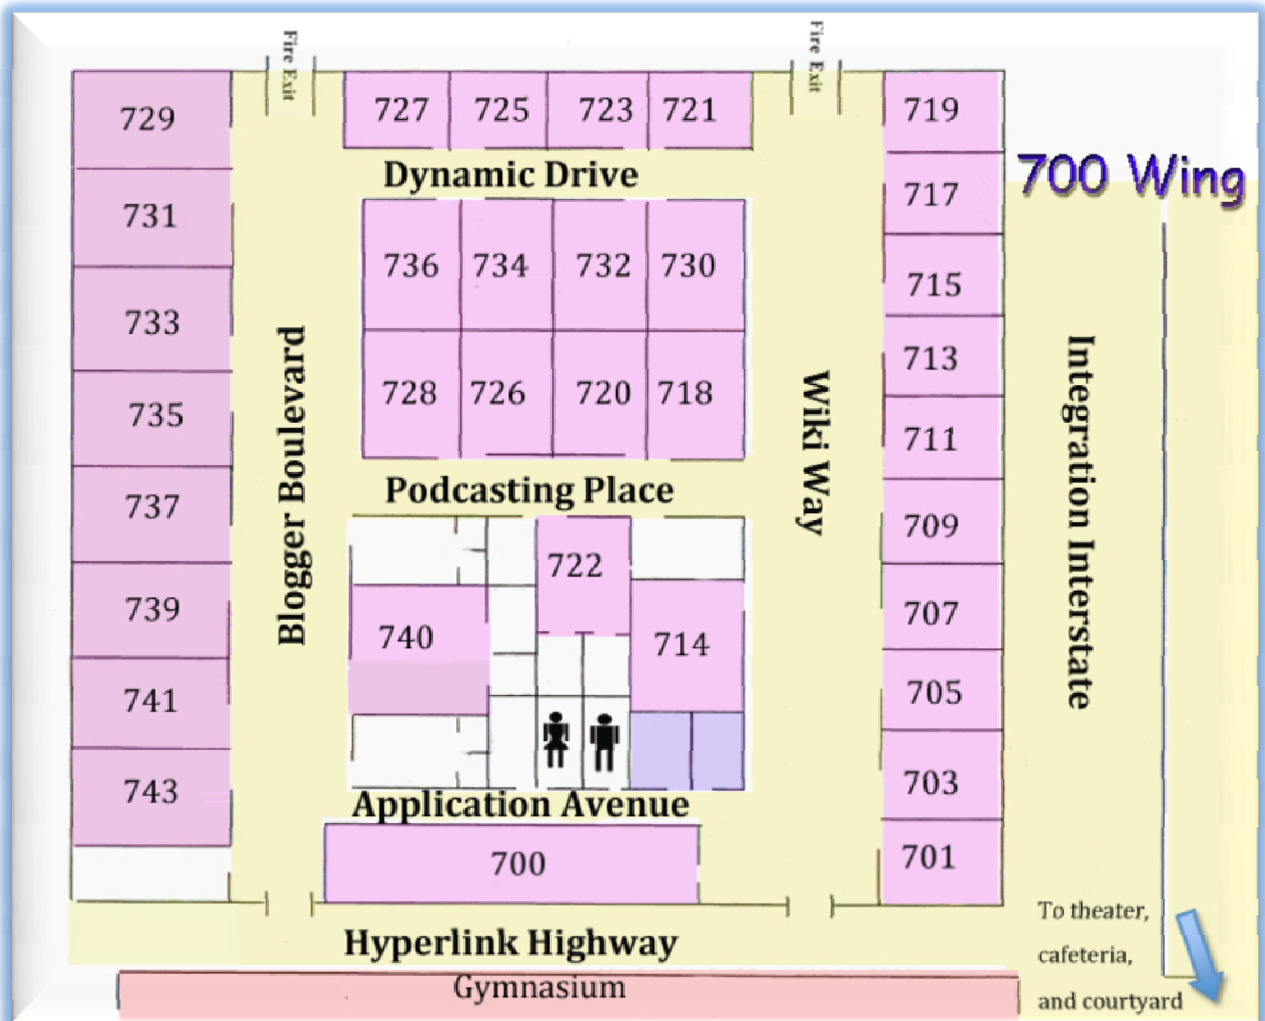 Fire Exit
Fire Exit
729
727
725
723
721
719
Dynamic Drive
700 Wing
717
731
736
734
732
730
715
733
713
728
726
720
718
735
711
Blogger Boulevard
Wiki Way
Integration Interstate
Podcasting Place
737
709
722
739
707
740
714
705
741
743
703
Application Avenue
700
701
To theater,
cafeteria,
and courtyard
Hyperlink Highway
Gymnasium